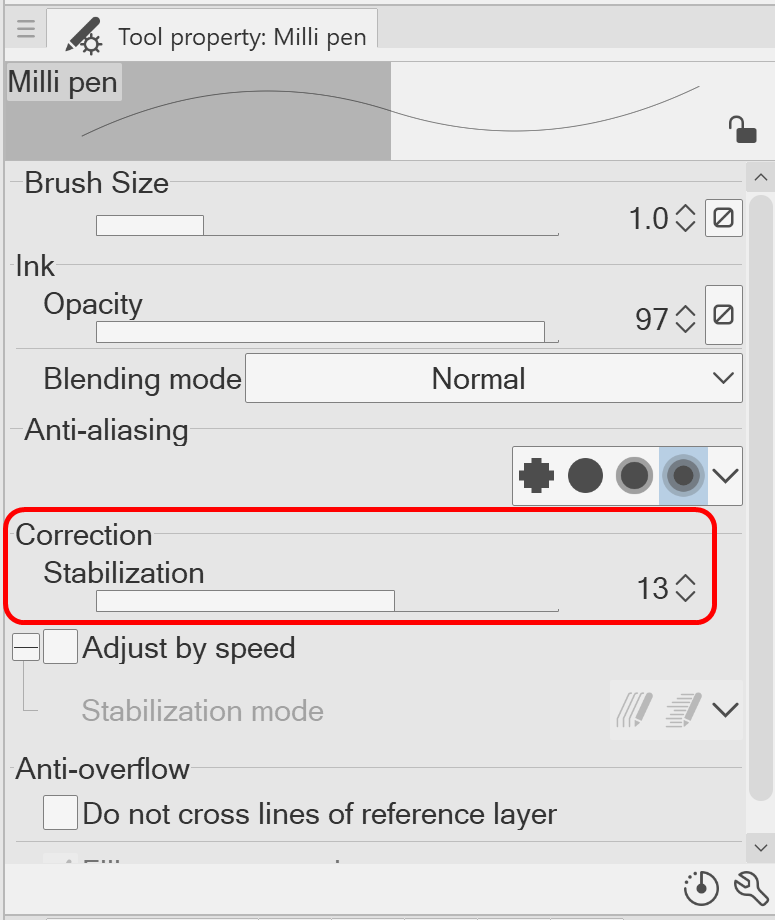 Tool property: Milli pen
Milli pen
Brush Size
1.0
Ink
Opacity
97
Blending mode Normal
Anti-aliasing
Correction
Stabilization
13
Adjust by speed
Stabilization mode
Anti-overflow
Do not cross lines of reference layer